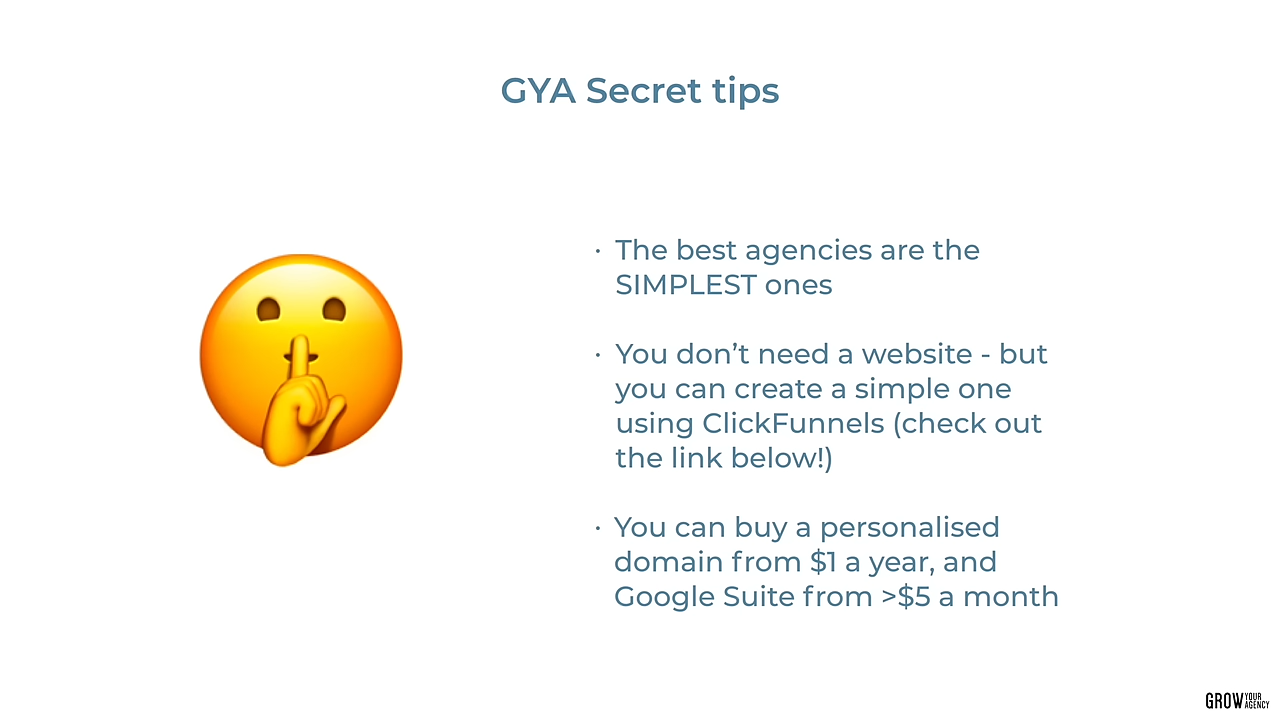 GYA Secret tips
· The best agencies are the
SIMPLEST ones
· You don’t need a website - but
you can create a simple one
using ClickFunnels (check out
the link below!)
· You can buy a personalised
domain from $1 a year, and
Google Suite from >$5 a month
GROW YOUR
AGENCY